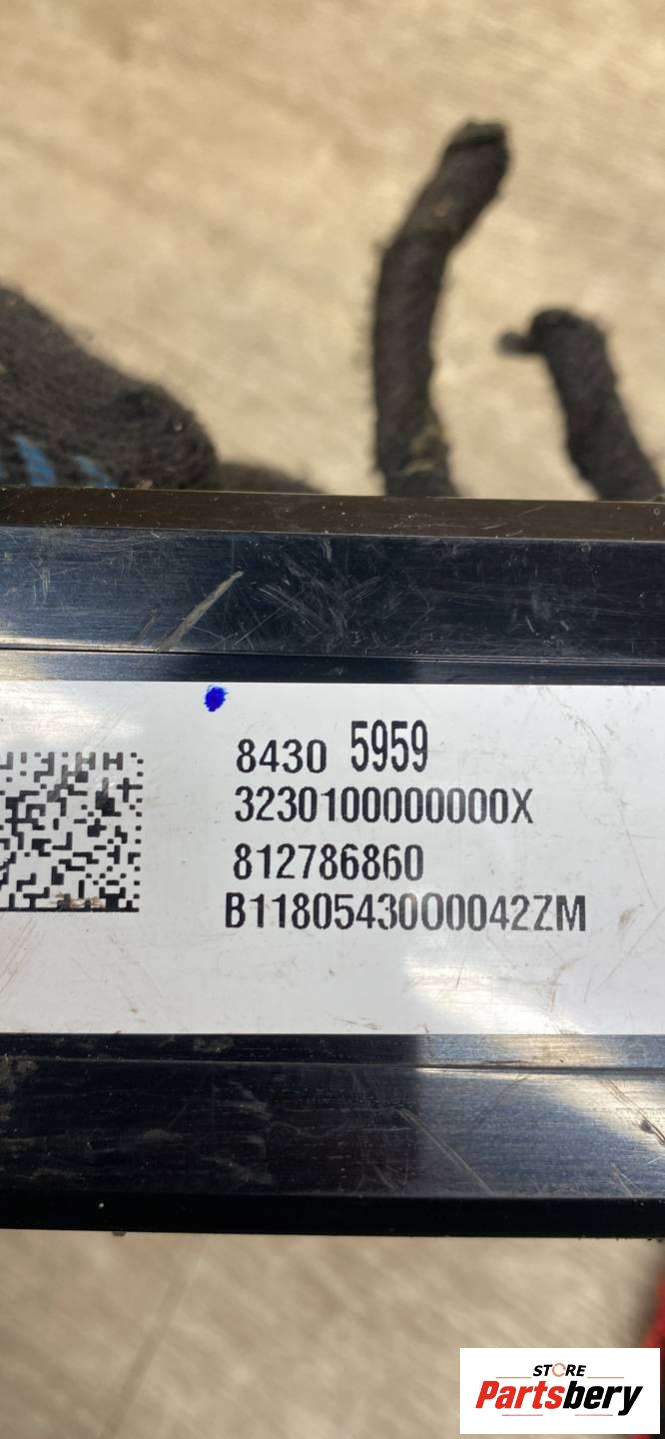 8430 5959
3230100000000X
812786860
B1180543000042ZM
STORE
Partsbery